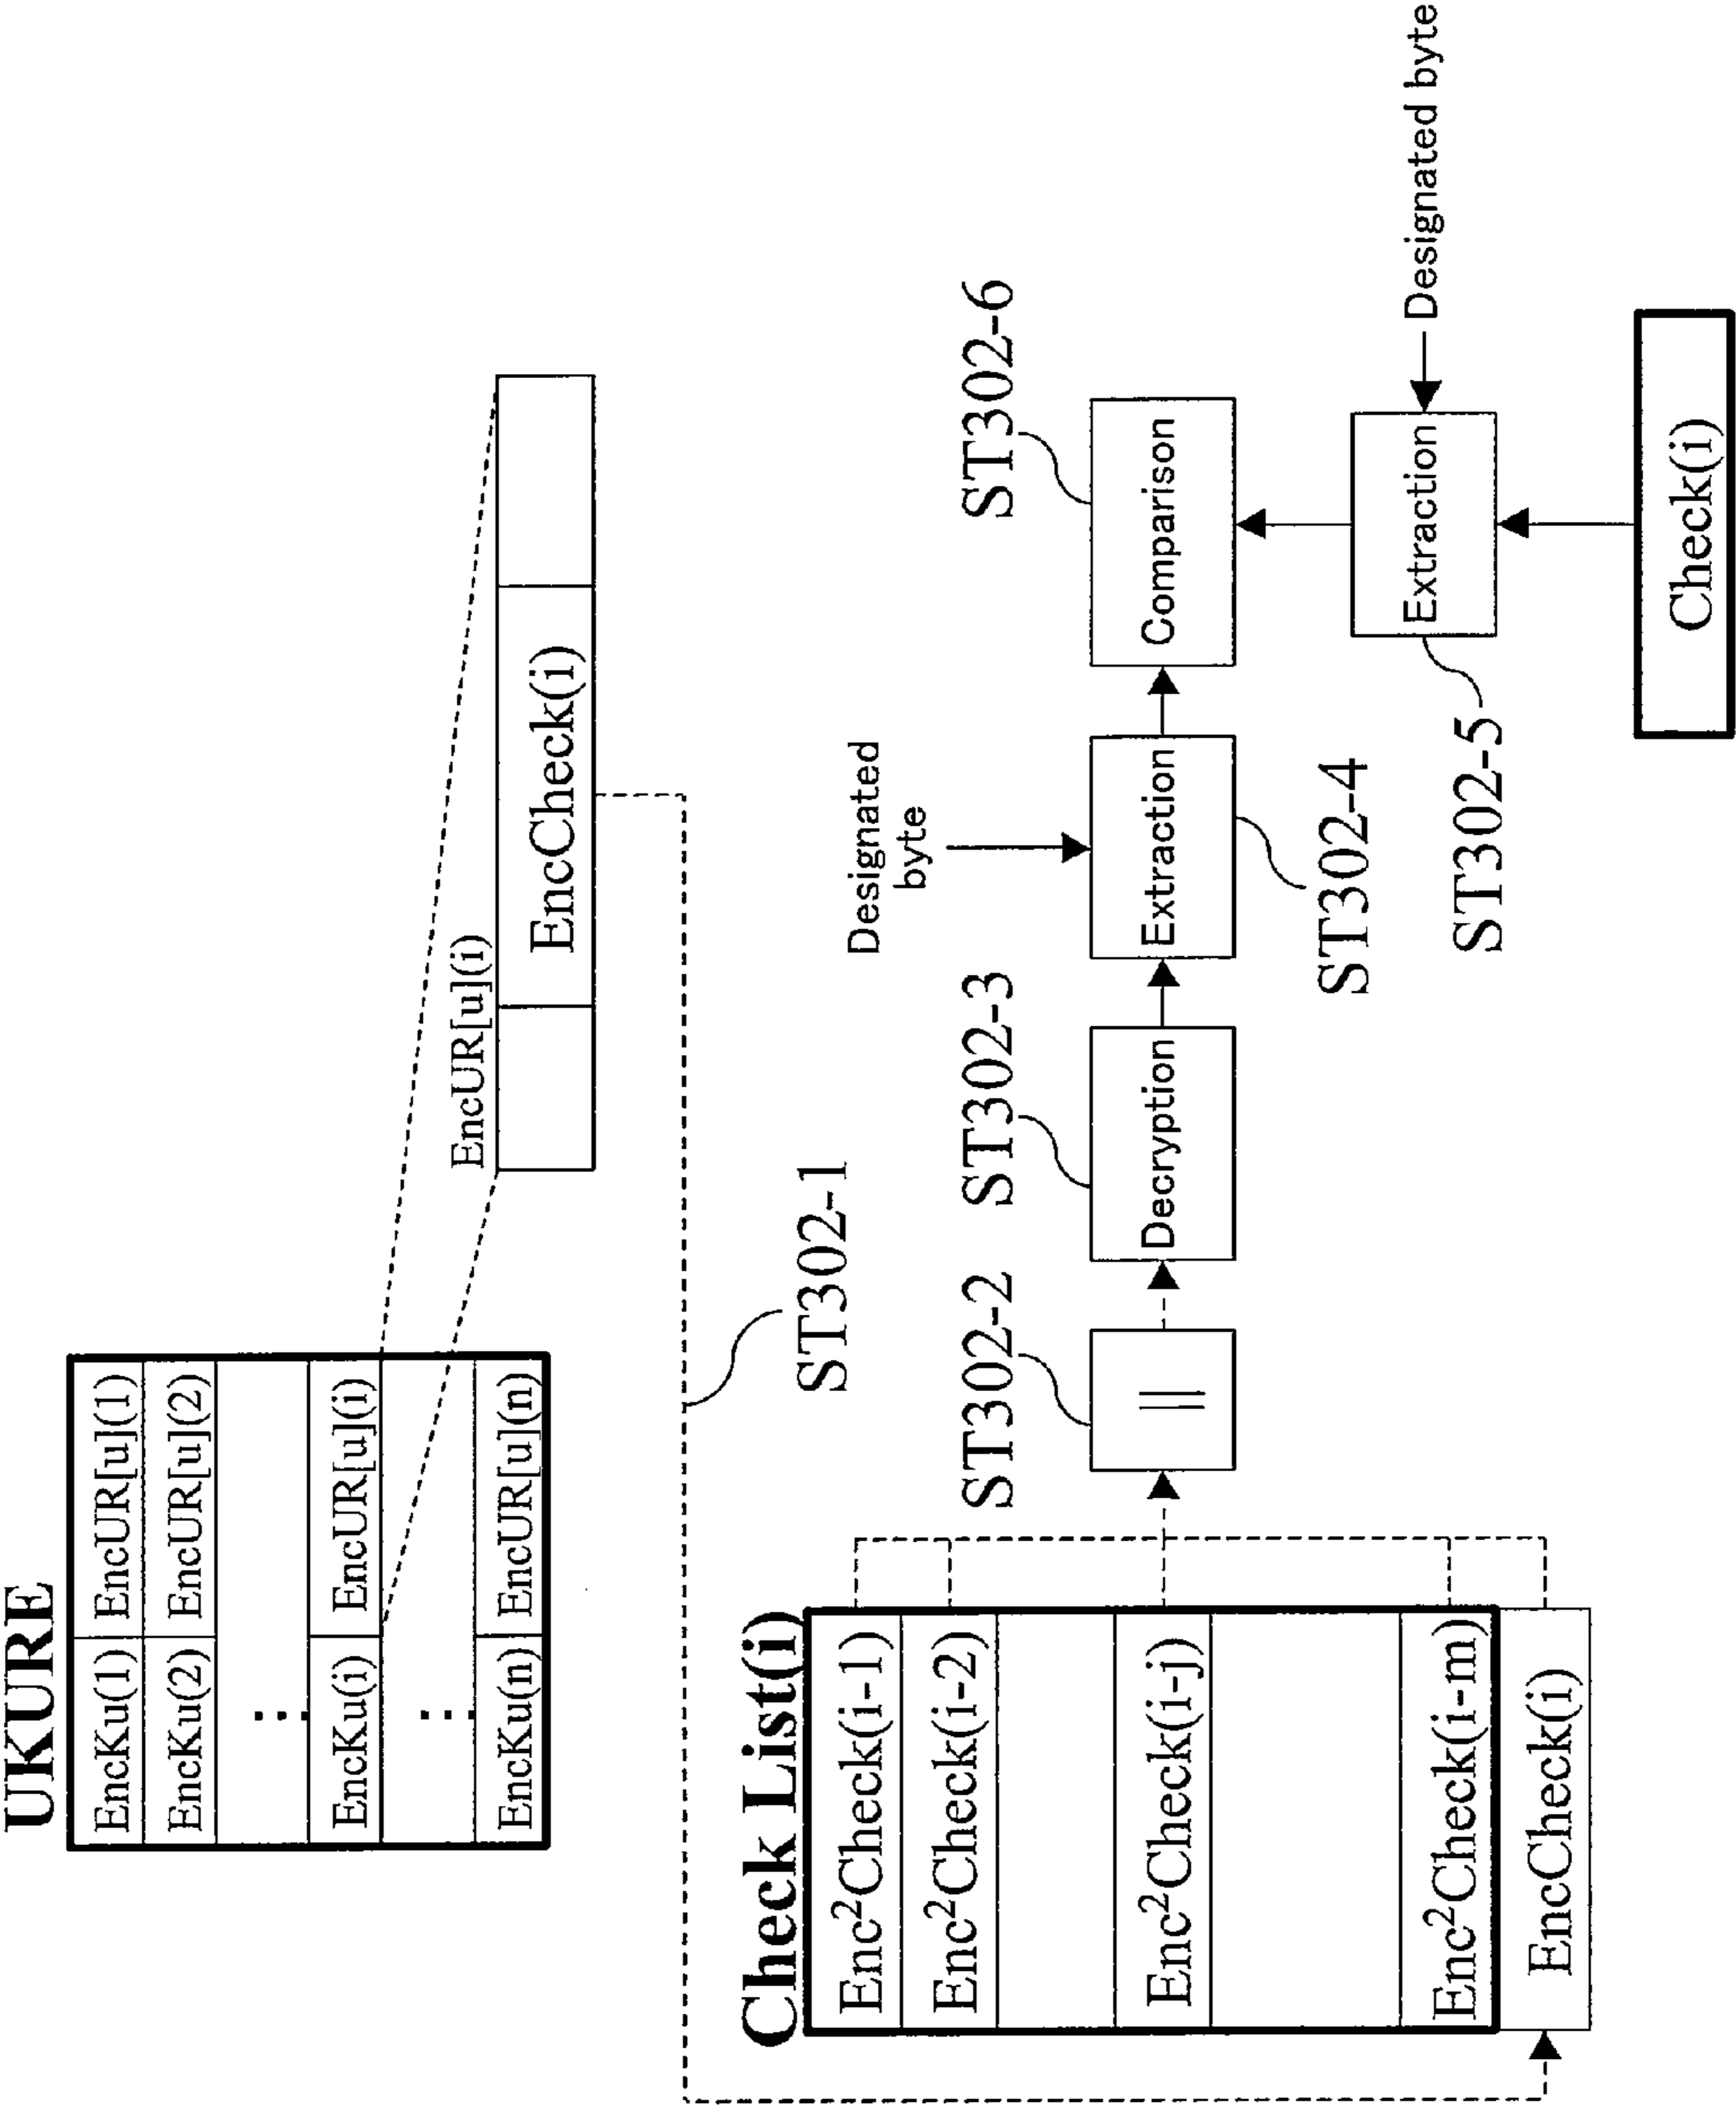 UKURE
EncKu(1) EncUR[u](1)
EncKu(2) EncUR[u](2)
⋮
EncKu(i) EncUR[u](i)
⋮
EncKu(n) EncUR[u](n)
EncUR[u](i)
EncCheck(i)
ST302-1
Check List(i)
Enc²Check(i-1)
Enc²Check(i-2)
Enc²Check(i-j)
Enc²Check(i-m)
EncCheck(i)
Designated
byte
ST302-2 ST302-3 ST302-6
|| Decryption Extraction Comparison
ST302-4
Extraction Designated byte
ST302-5
Check(i)